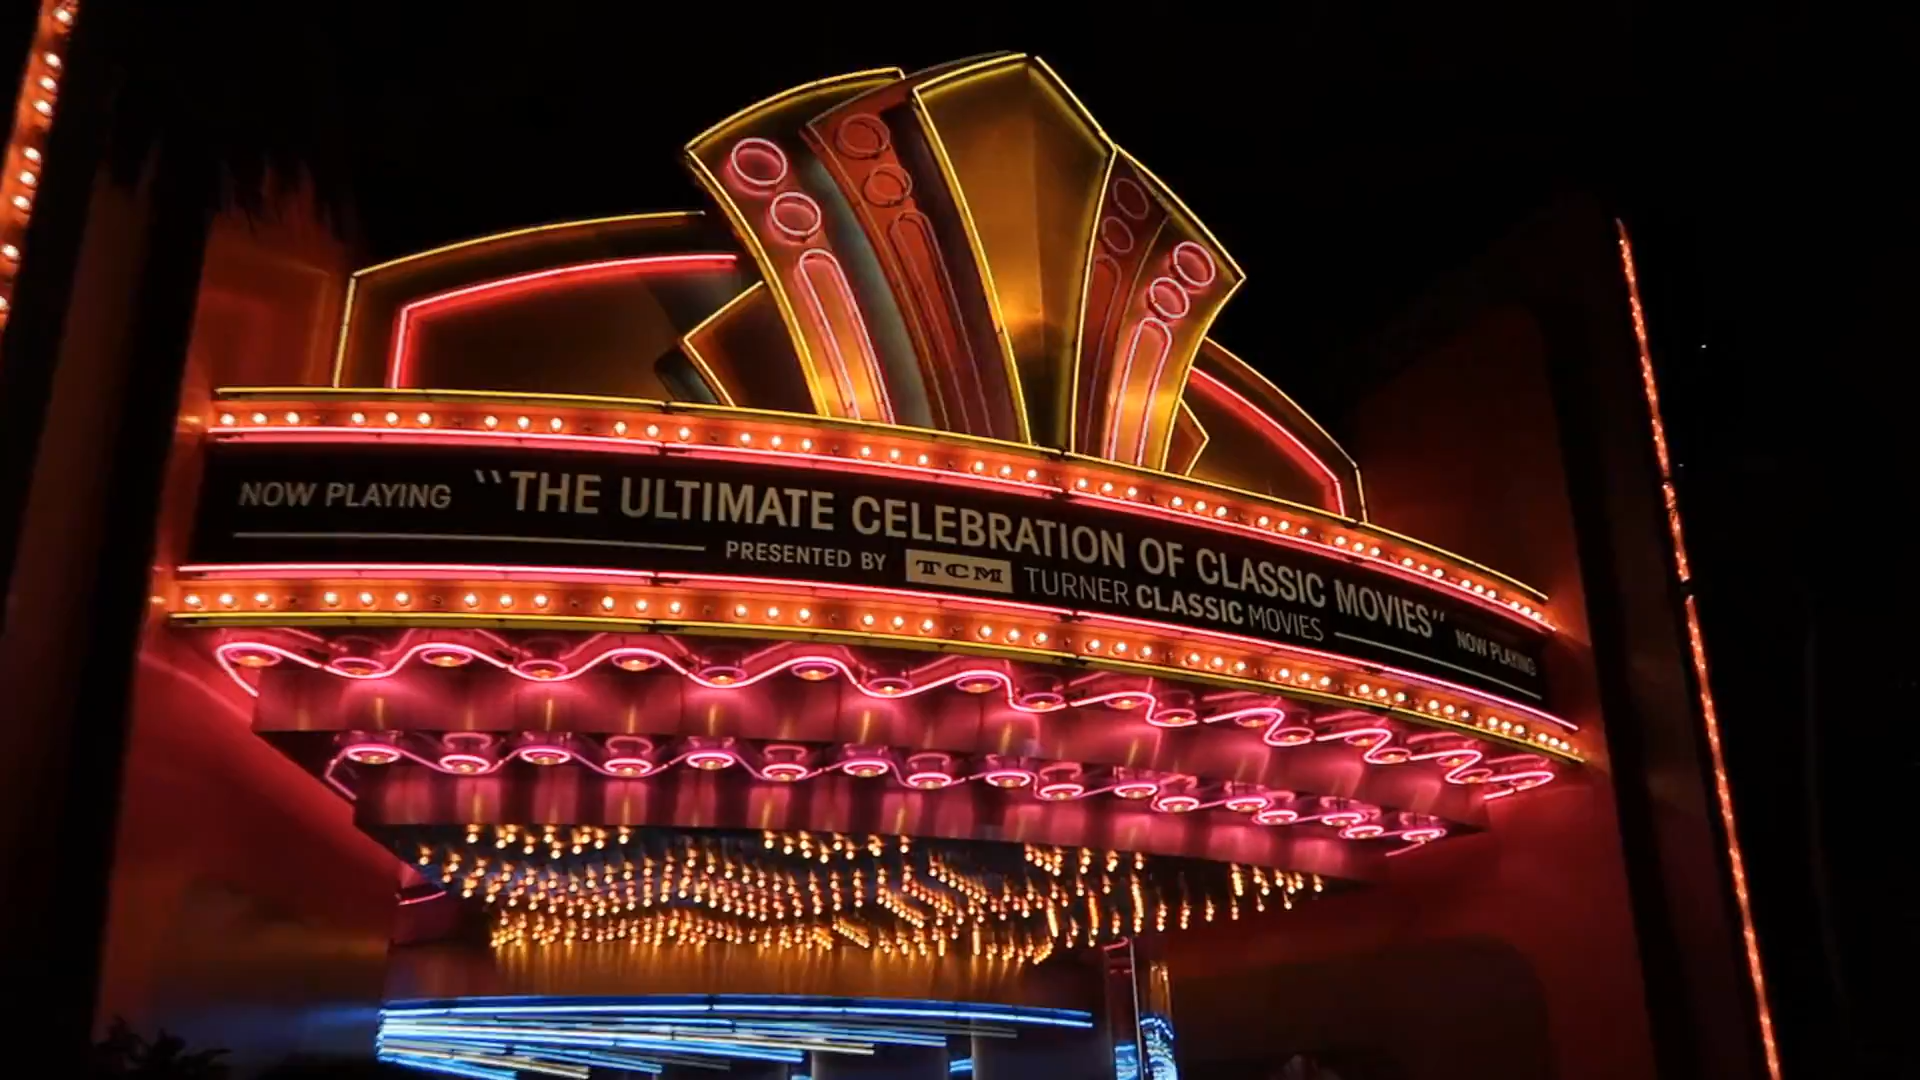 NOW PLAYING "THE ULTIMATE CELEBRATION OF CLASSIC MOVIES" NOW PLAYING
PRESENTED BY TCM TURNER CLASSIC MOVIES